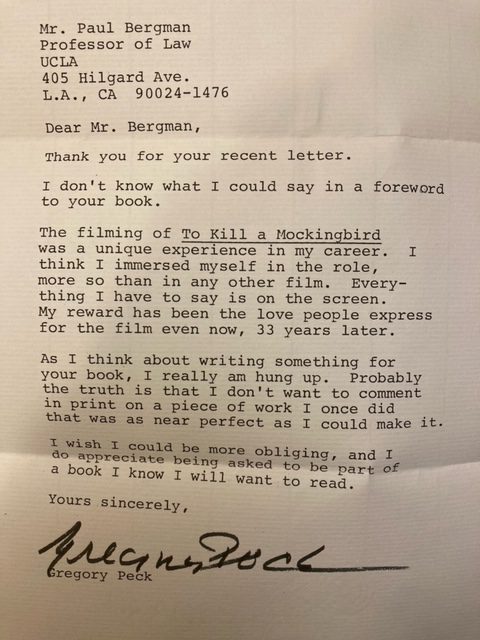 Mr. Paul Bergman
Professor of Law
UCLA
405 Hilgard Ave.
L.A., CA 90024-1476
Dear Mr. Bergman,
Thank you for your recent letter.
I don't know what I could say in a foreword
to your book.
The filming of To Kill a Mockingbird
was a unique experience in my career. I
think I immersed myself in the role,
more so than in any other film. Every-
thing I have to say is on the screen.
My reward has been the love people express
for the film even now, 33 years later.
As I think about writing something for
your book, I really am hung up. Probably
the truth is that I don't want to comment
in print on a piece of work I once did
that was as near perfect as I could make it.
I wish I could be more obliging, and I
do appreciate being asked to be part of
a book I know I will want to read.
Yours sincerely,
Gregory Peck
Gregory Peck